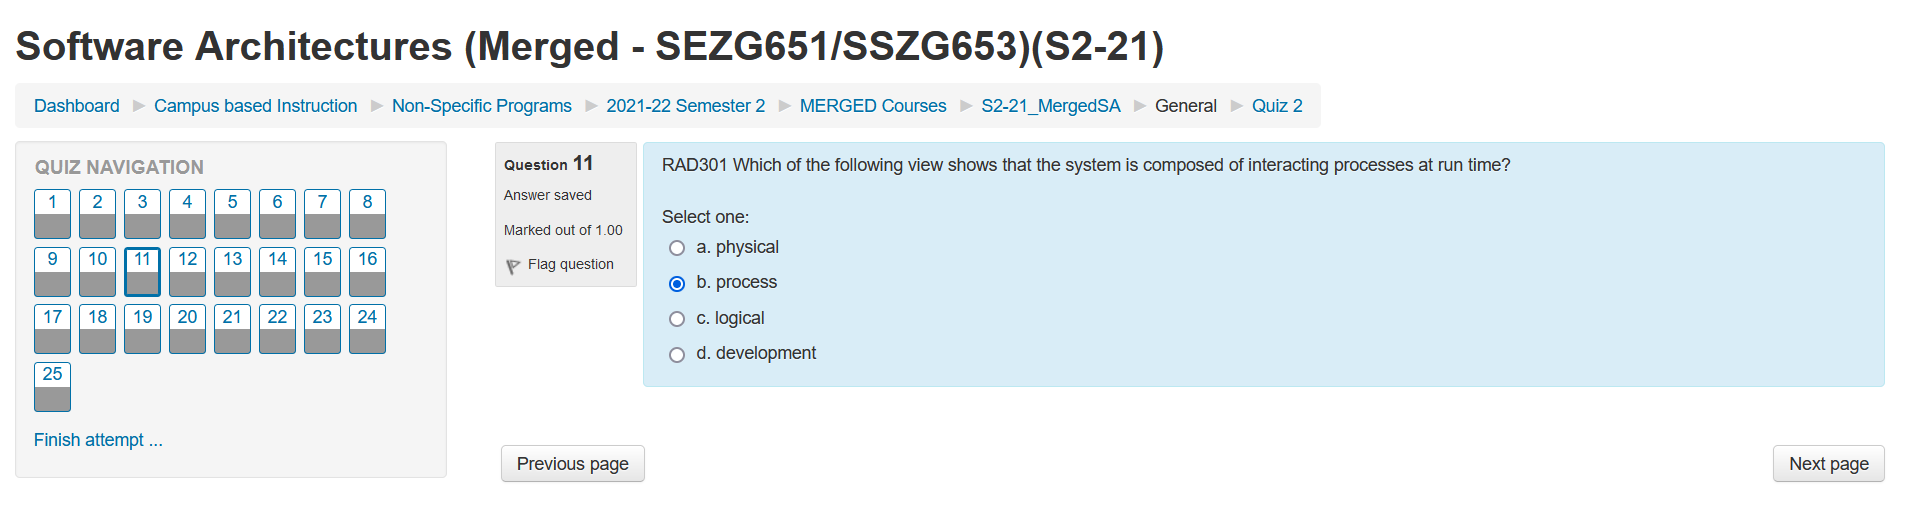 Software Architectures (Merged - SEZG651/SSZG653)(S2-21)
Dashboard Campus based Instruction Non-Specific Programs 2021-22 Semester 2 MERGED Courses S2-21_MergedSA General Quiz 2
QUIZ NAVIGATION
1 2 3 4 5 6 7 8
9 10 11 12 13 14 15 16
17 18 19 20 21 22 23 24
25
Finish attempt ...
Question 11
Answer saved
Marked out of 1.00
Flag question
RAD301 Which of the following view shows that the system is composed of interacting processes at run time?
Select one:
a. physical
b. process
c. logical
d. development
Previous page
Next page